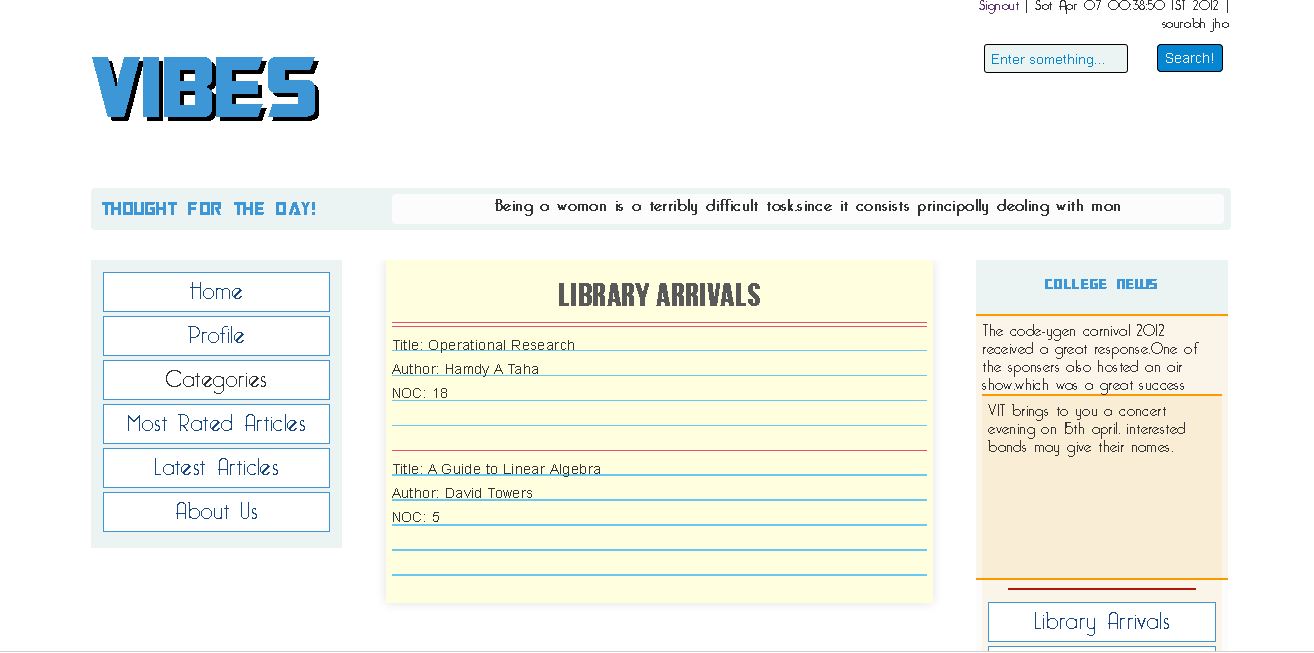 Signout | Sat Apr 07 00:38:50 IST 2012 |
sourabh jha
Enter something...
Search!
VIBES
THOUGHT FOR THE DAY!
Being a woman is a terribly difficult task.since it consists principally dealing with man
Home
Profile
Categories
Most Rated Articles
Latest Articles
About Us
LIBRARY ARRIVALS
Title: Operational Research
Author: Hamdy A Taha
NOC: 18
Title: A Guide to Linear Algebra
Author: David Towers
NOC: 5
COLLEGE NEWS
The code-ygen carnival 2012
received a great response.One of
the sponsers also hosted an air
show.which was a great success
VIT brings to you a concert
evening on 15th april. interested
bands may give their names.
Library Arrivals